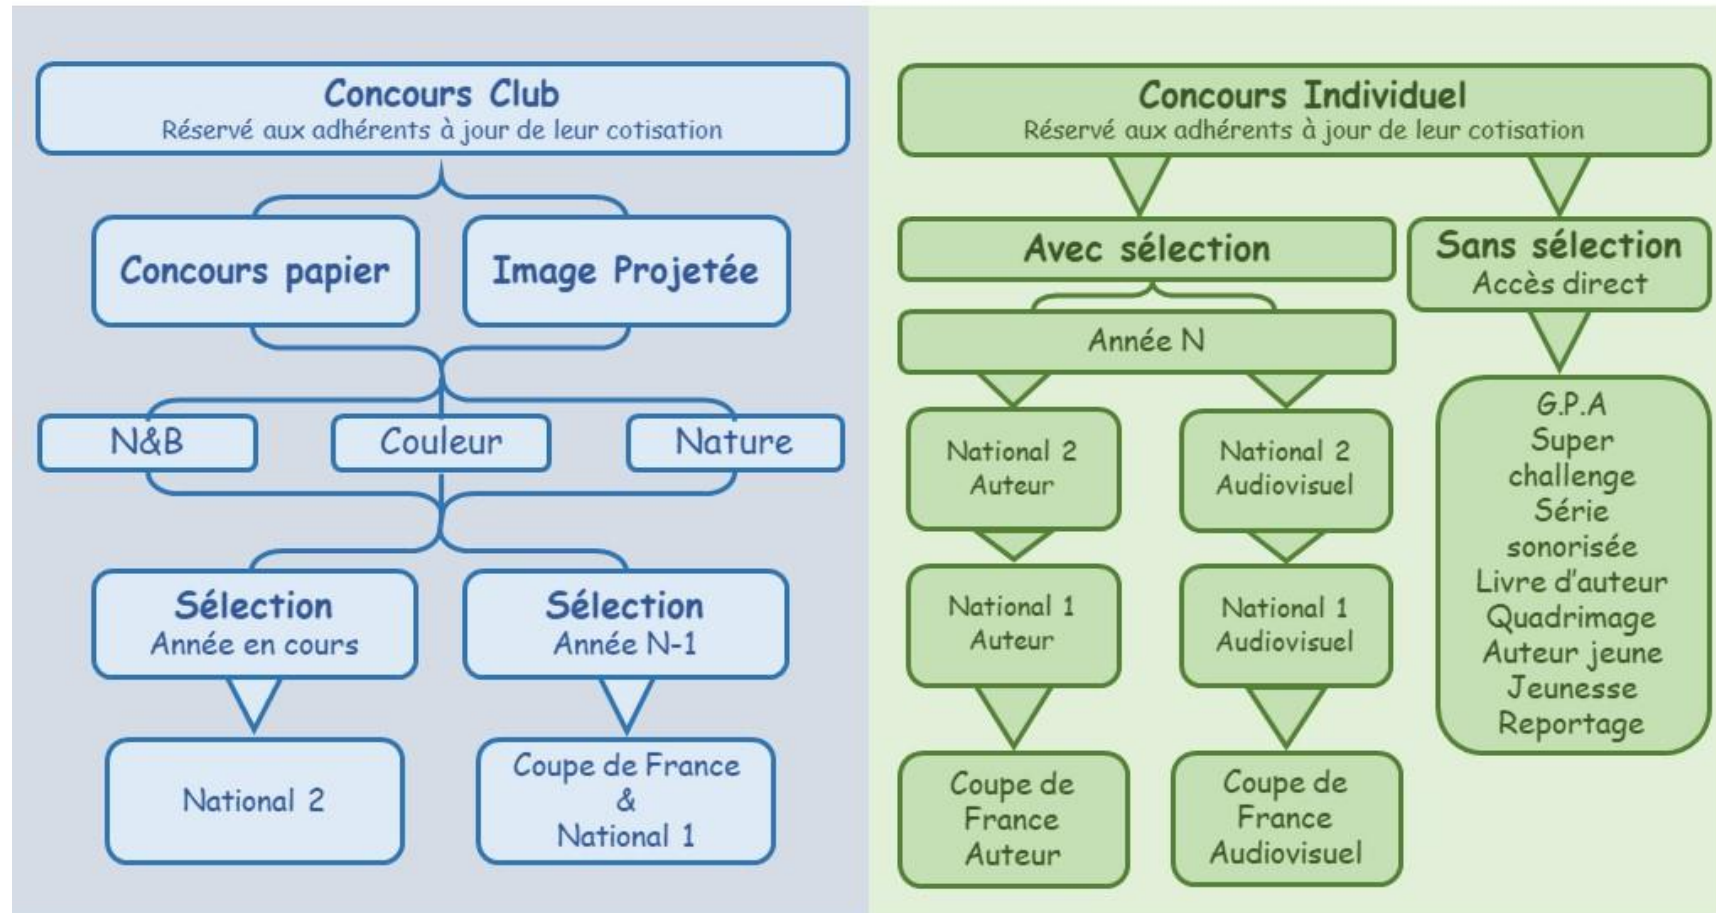 Concours Club
Réservé aux adhérents à jour de leur cotisation
Concours papier
Image Projetée
N&B
Couleur
Nature
Sélection
Année en cours
Sélection
Année N-1
National 2
Coupe de France
&
National 1
Concours Individuel
Réservé aux adhérents à jour de leur cotisation
Avec sélection
Sans sélection
Accès direct
Année N
National 2
Auteur
National 2
Audiovisuel
National 1
Auteur
National 1
Audiovisuel
Coupe de
France
Auteur
Coupe de
France
Audiovisuel
G.P.A
Super
challenge
Série
sonorisée
Livre d'auteur
Quadrimage
Auteur jeune
Jeunesse
Reportage